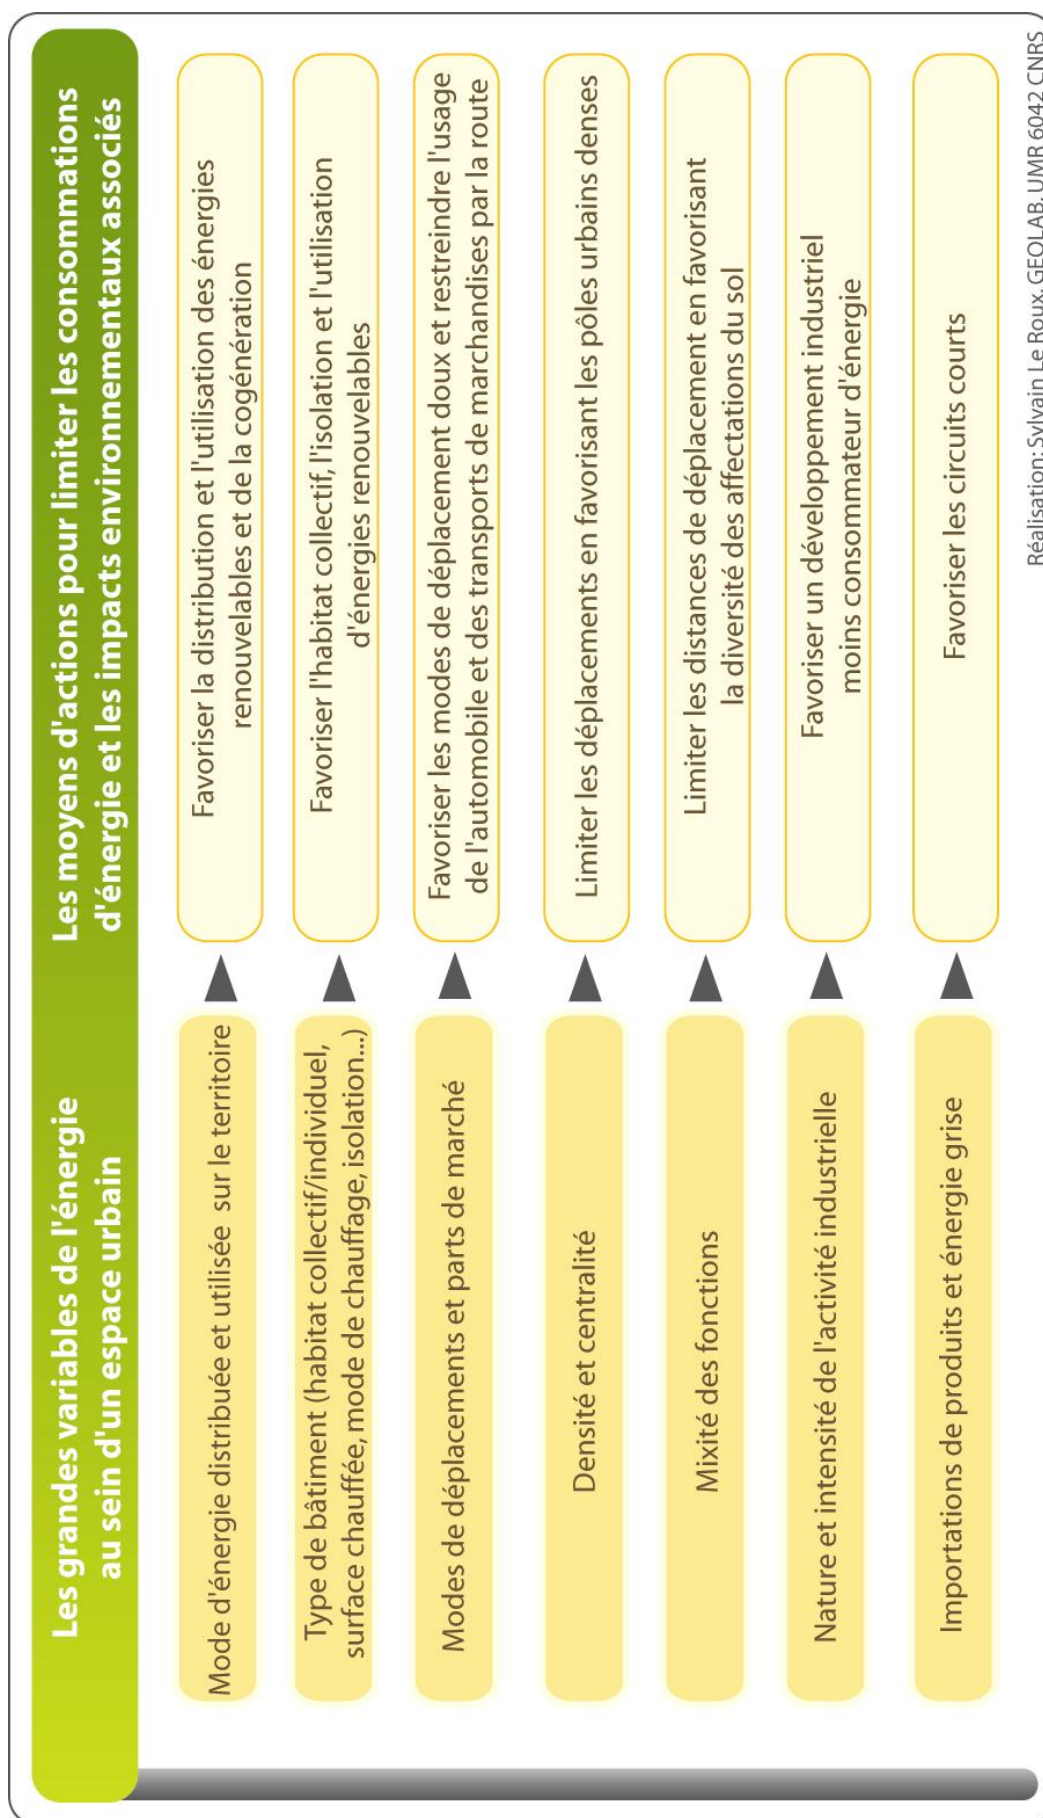 Les grandes variables de l'énergie
au sein d'un espace urbain
Les moyens d'actions pour limiter les consommations
d'énergie et les impacts environnementaux associés
Mode d'énergie distribuée et utilisée sur le territoire
Favoriser la distribution et l'utilisation des énergies
renouvelables et de la cogénération
Type de bâtiment (habitat collectif/individuel,
surface chauffée, mode de chauffage, isolation...)
Favoriser l'habitat collectif, l'isolation et l'utilisation
d'énergies renouvelables
Modes de déplacements et parts de marché
Favoriser les modes de déplacement doux et restreindre l'usage
de l'automobile et des transports de marchandises par la route
Densité et centralité
Limiter les déplacements en favorisant les pôles urbains denses
Mixité des fonctions
Limiter les distances de déplacement en favorisant
la diversité des affectations du sol
Nature et intensité de l'activité industrielle
Favoriser un développement industriel
moins consommateur d'énergie
Importations de produits et énergie grise
Favoriser les circuits courts
Réalisation: Sylvain Le Roux, GEOLAB, UMR 6042 CNRS